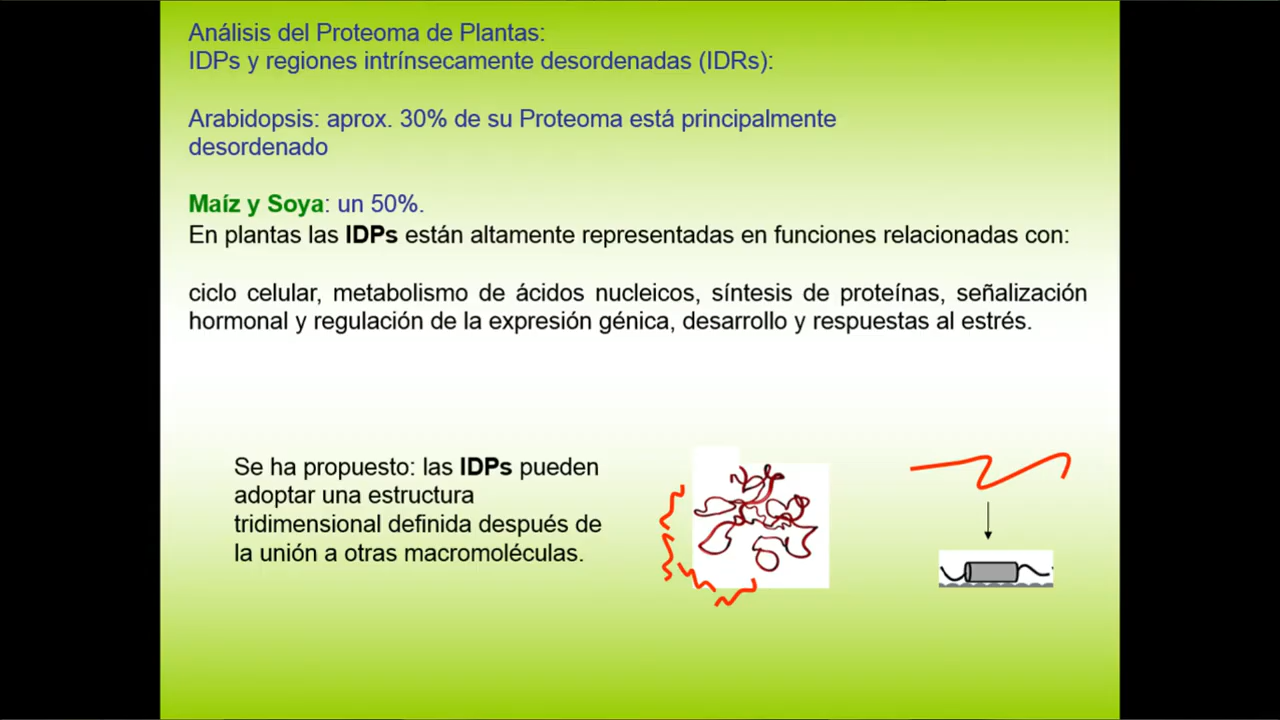 Análisis del Proteoma de Plantas:
IDPs y regiones intrínsecamente desordenadas (IDRs):
Arabidopsis: aprox. 30% de su Proteoma está principalmente
desordenado
Maíz y Soya: un 50%.
En plantas las IDPs están altamente representadas en funciones relacionadas con:
ciclo celular, metabolismo de ácidos nucleicos, síntesis de proteínas, señalización
hormonal y regulación de la expresión génica, desarrollo y respuestas al estrés.
Se ha propuesto: las IDPs pueden
adoptar una estructura
tridimensional definida después de
la unión a otras macromoléculas.